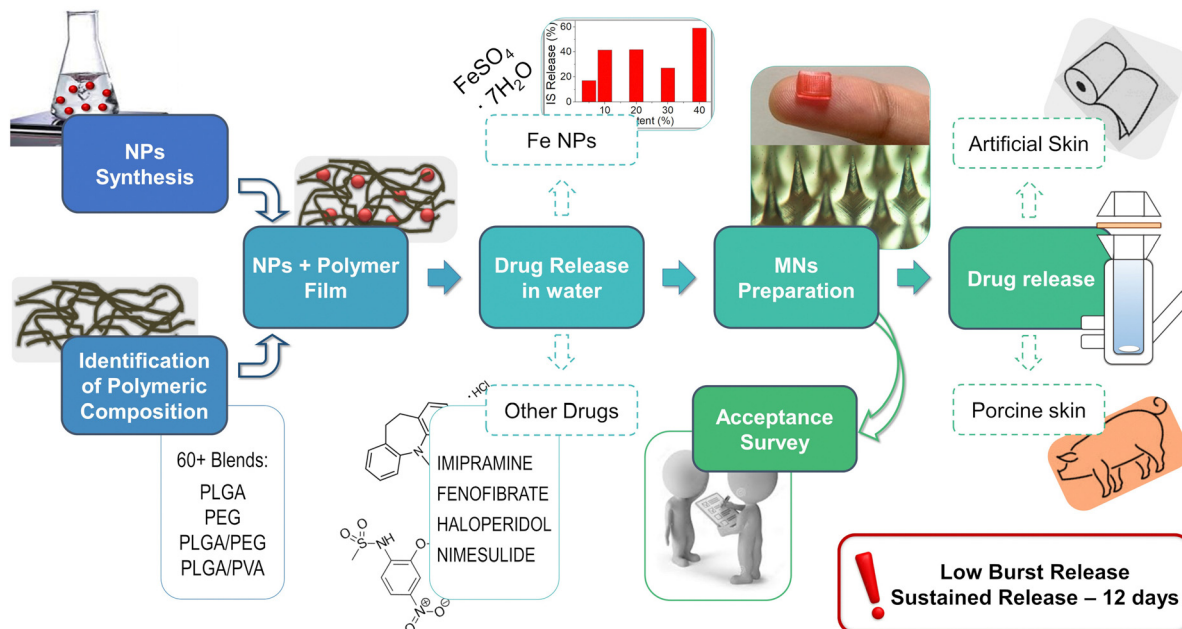 FeSO4
· 7H2O
IS Release (%)
60
40
20
0
10
20
30
40
tent (%)
Fe NPs
NPs
Synthesis
Artificial Skin
NPs + Polymer
Film
Drug Release
in water
MNs
Preparation
Drug release
Identification
of Polymeric
Composition
60+ Blends:
PLGA
PEG
PLGA/PEG
PLGA/PVA
· HCl
N
Other Drugs
IMIPRAMINE
FENOFIBRATE
HALOPERIDOL
NIMESULIDE
O
O
S
NH
O
N+
O
O⊖
Acceptance
Survey
Porcine skin
!
Low Burst Release
Sustained Release – 12 days